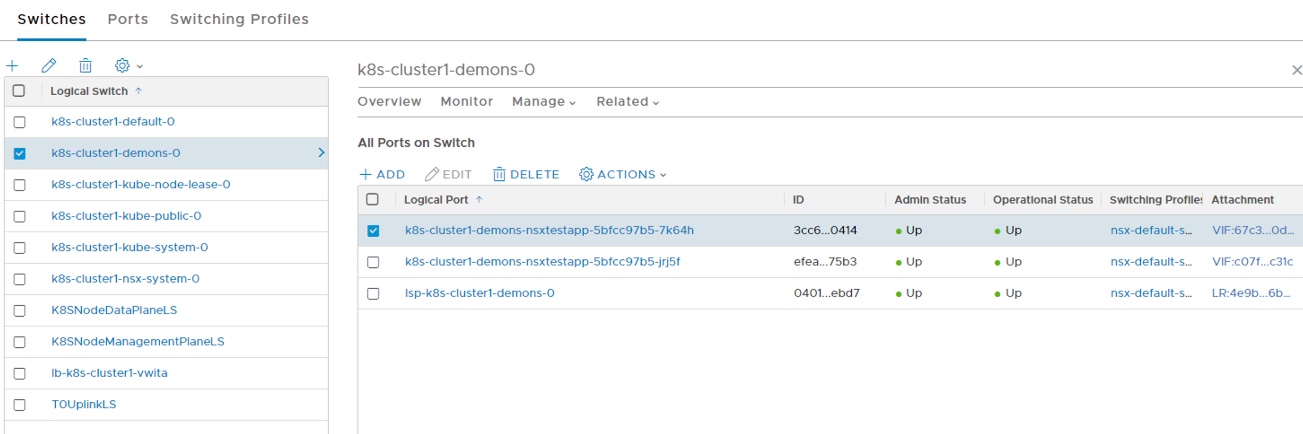 Switches Ports Switching Profiles
Logical Switch
k8s-cluster1-default-0
k8s-cluster1-demons-0
k8s-cluster1-kube-node-lease-0
k8s-cluster1-kube-public-0
k8s-cluster1-kube-system-0
k8s-cluster1-nsx-system-0
K8SNodeDataPlaneLS
K8SNodeManagementPlaneLS
lb-k8s-cluster1-vwita
T0UplinkLS
k8s-cluster1-demons-0
Overview Monitor Manage Related
All Ports on Switch
ADD EDIT DELETE ACTIONS
Logical Port ID Admin Status Operational Status Switching Profiles Attachment
k8s-cluster1-demons-nsxtestapp-5bfcc97b5-7k64h 3cc6...0414 Up Up nsx-default-s... VIF:67c3...0d...
k8s-cluster1-demons-nsxtestapp-5bfcc97b5-jrj5f efea...75b3 Up Up nsx-default-s... VIF:c07f...c31c
lsp-k8s-cluster1-demons-0 0401...ebd7 Up Up nsx-default-s... LR:4e9b...6b...